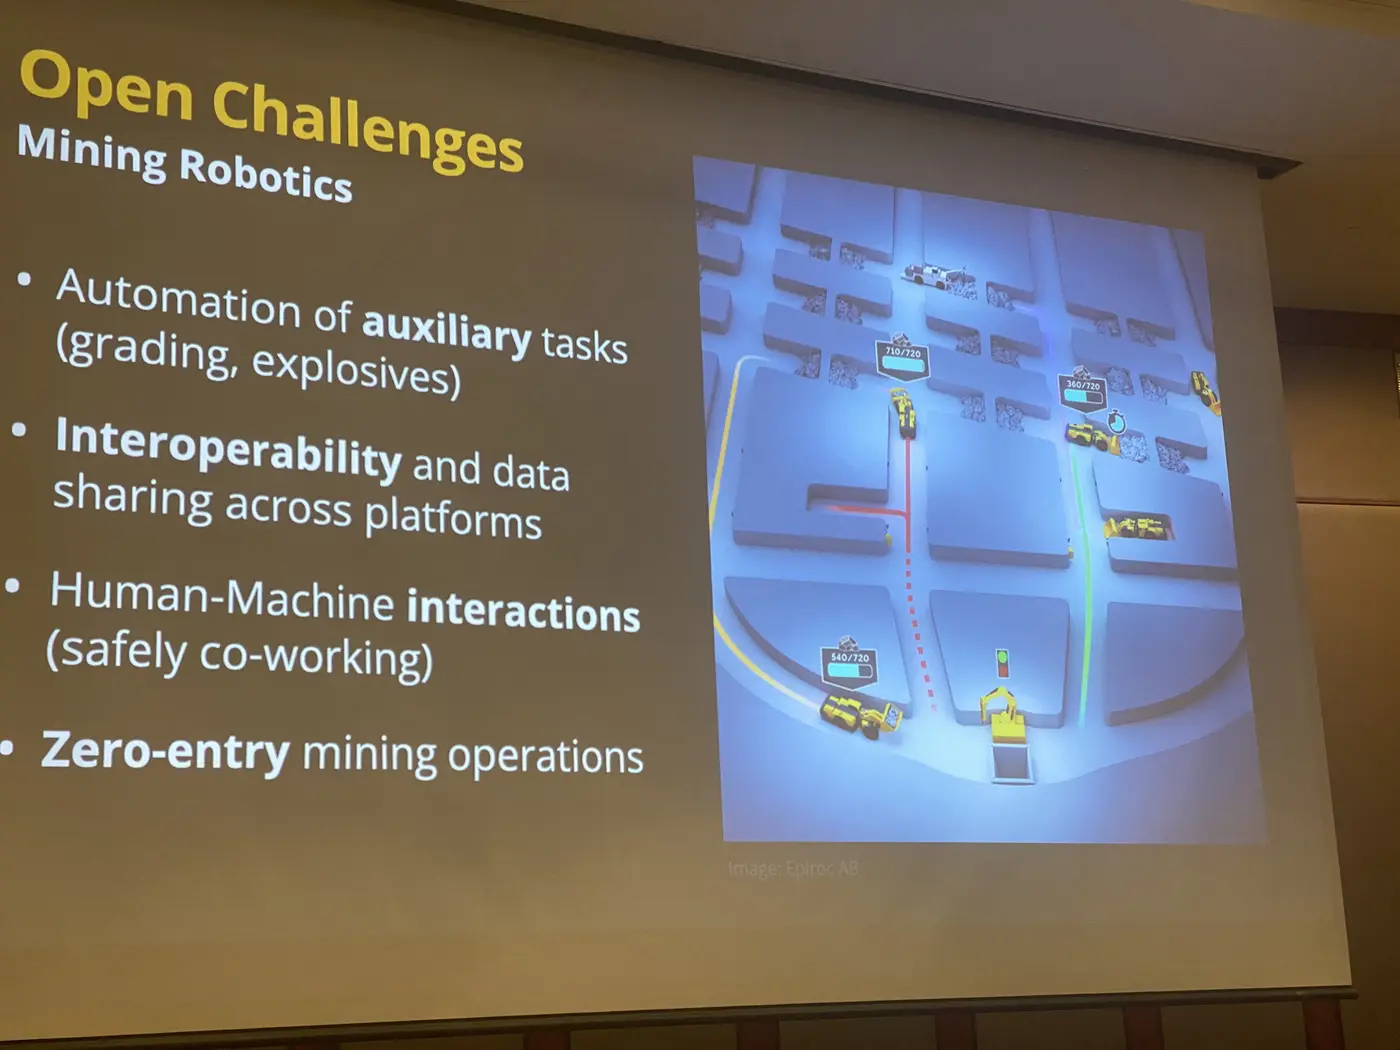 Open Challenges
Mining Robotics
• Automation of auxiliary tasks
(grading, explosives)
• Interoperability and data
sharing across platforms
• Human-Machine interactions
(safely co-working)
• Zero-entry mining operations
710/720
360/720
540/720
Image: Epiroc AB